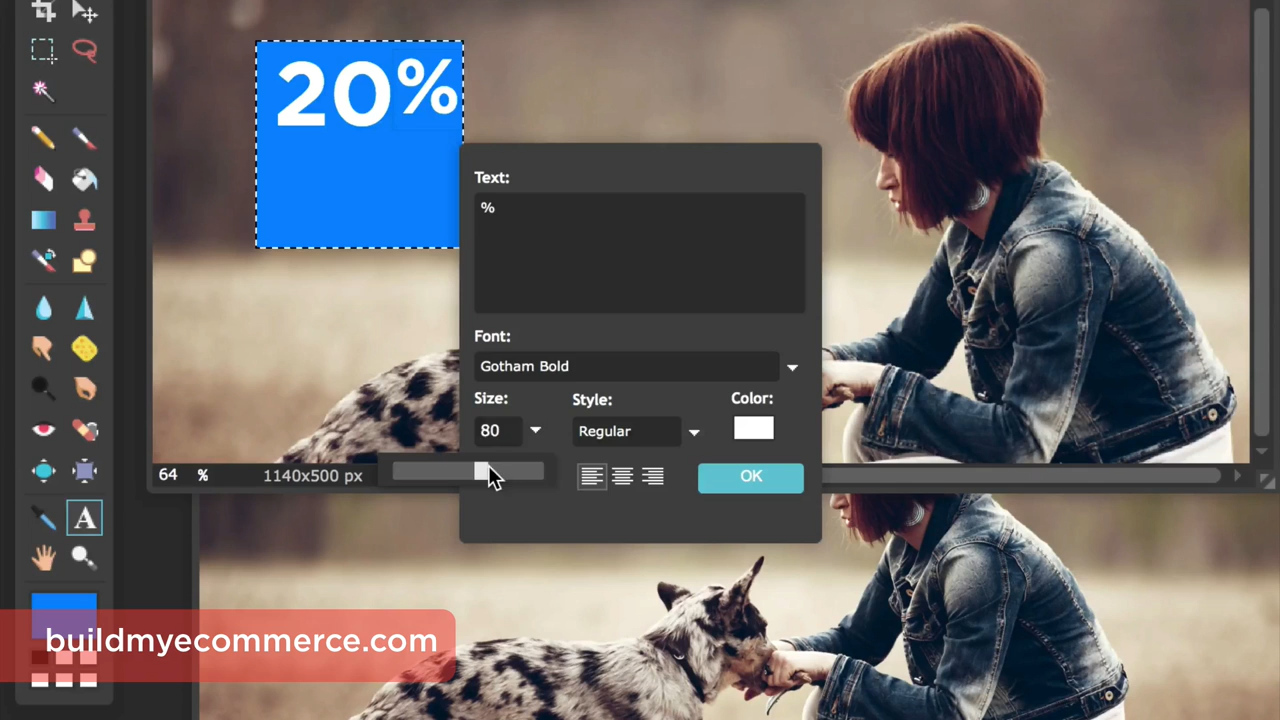 20%
Text:
%
Font:
Gotham Bold
Size:
Style:
Color:
80
Regular
A
64 %
1140x500 px
OK
buildmyecommerce.com